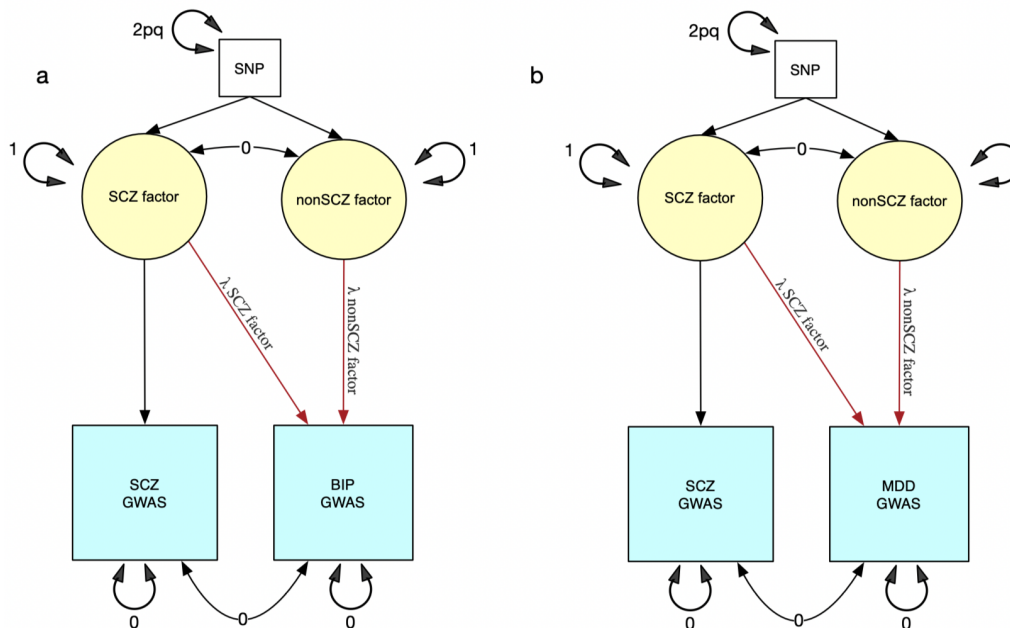 a
2pq
SNP
1
0
1
SCZ factor
nonSCZ factor
λ SCZ factor
λ nonSCZ factor
SCZ
GWAS
BIP
GWAS
0
0
0
b
2pq
SNP
1
0
SCZ factor
nonSCZ factor
λ SCZ factor
λ nonSCZ factor
SCZ
GWAS
MDD
GWAS
0
0
0